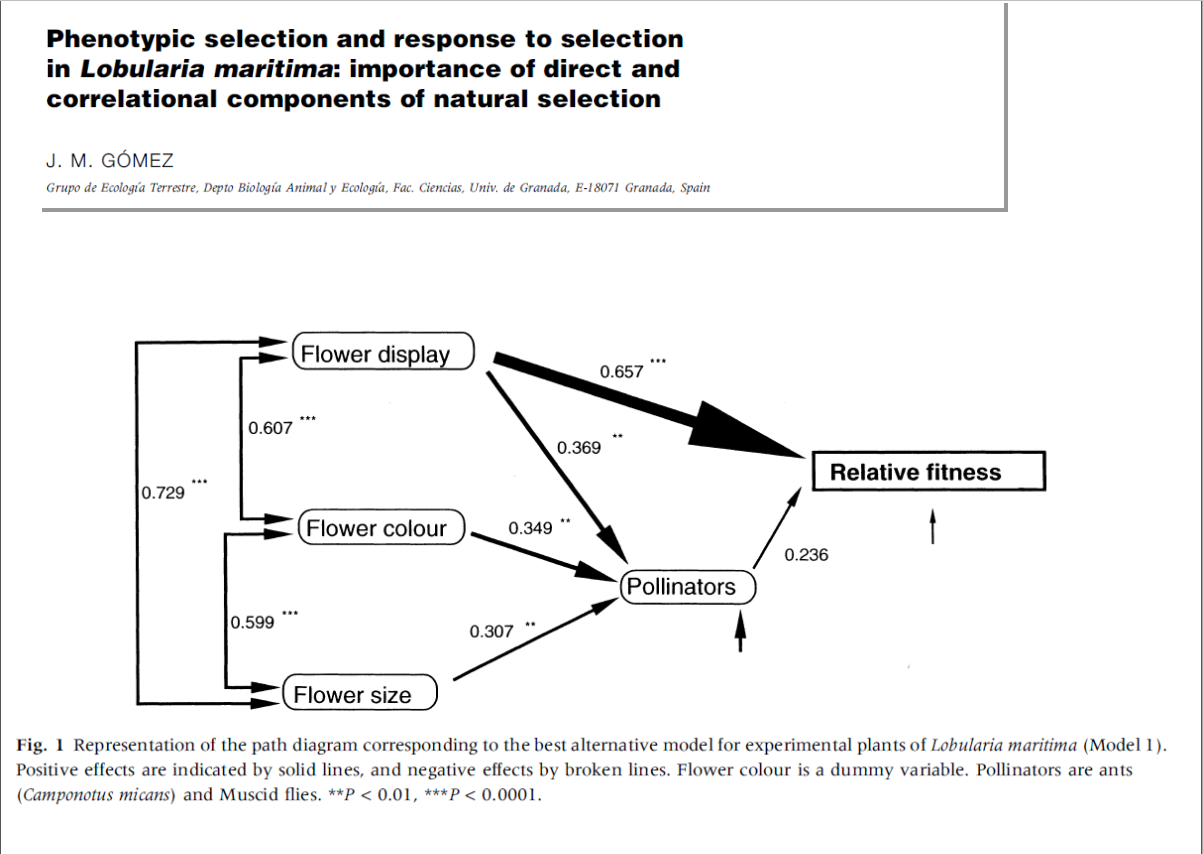 Phenotypic selection and response to selection
in Lobularia maritima: importance of direct and
correlational components of natural selection
J. M. GÓMEZ
Grupo de Ecología Terrestre, Depto Biología Animal y Ecología, Fac. Ciencias, Univ. de Granada, E-18071 Granada, Spain
Flower display
0.657 ***
0.607 ***
0.369 **
Relative fitness
0.729 ***
Flower colour
0.349 **
0.236
Pollinators
0.599 ***
0.307 **
Flower size
Fig. 1 Representation of the path diagram corresponding to the best alternative model for experimental plants of Lobularia maritima (Model 1).
Positive effects are indicated by solid lines, and negative effects by broken lines. Flower colour is a dummy variable. Pollinators are ants
(Camponotus micans) and Muscid flies. **P < 0.01, ***P < 0.0001.